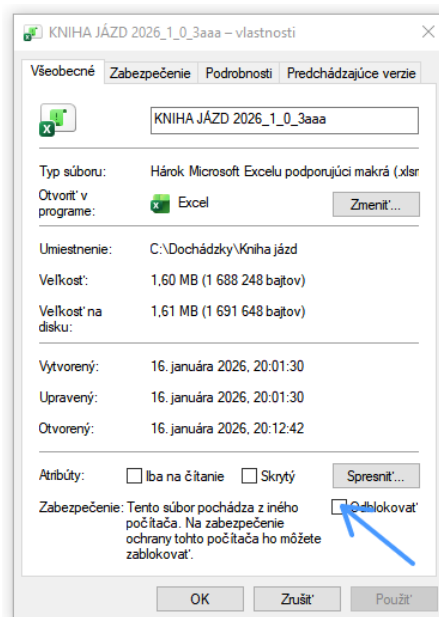 KNIHA JÁZD 2026_1_0_3aaa – vlastnosti
Všeobecné Zabezpečenie Podrobnosti Predchádzajúce verzie
KNIHA JÁZD 2026_1_0_3aaa
Typ súboru: Hárok Microsoft Excelu podporujúci makrá (.xlsm
Otvoriť v programe: Excel Zmeniť...
Umiestnenie: C:\Dochádzky\Kniha jázd
Veľkosť: 1,60 MB (1 688 248 bajtov)
Veľkosť na disku: 1,61 MB (1 691 648 bajtov)
Vytvorený: 16. januára 2026, 20:01:30
Upravený: 16. januára 2026, 20:01:30
Otvorený: 16. januára 2026, 20:12:42
Atribúty: Iba na čítanie Skrytý Spresniť...
Zabezpečenie: Tento súbor pochádza z iného Odblokovať
počítača. Na zabezpečenie
ochrany tohto počítača ho môžete
zablokovať.
OK Zrušiť Použiť